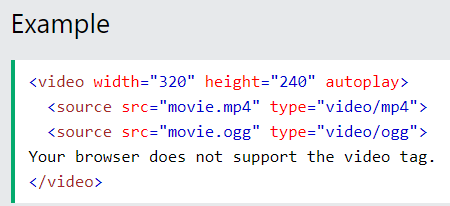 Example
<video width="320" height="240" autoplay>
  <source src="movie.mp4" type="video/mp4">
  <source src="movie.ogg" type="video/ogg">
Your browser does not support the video tag.
</video>